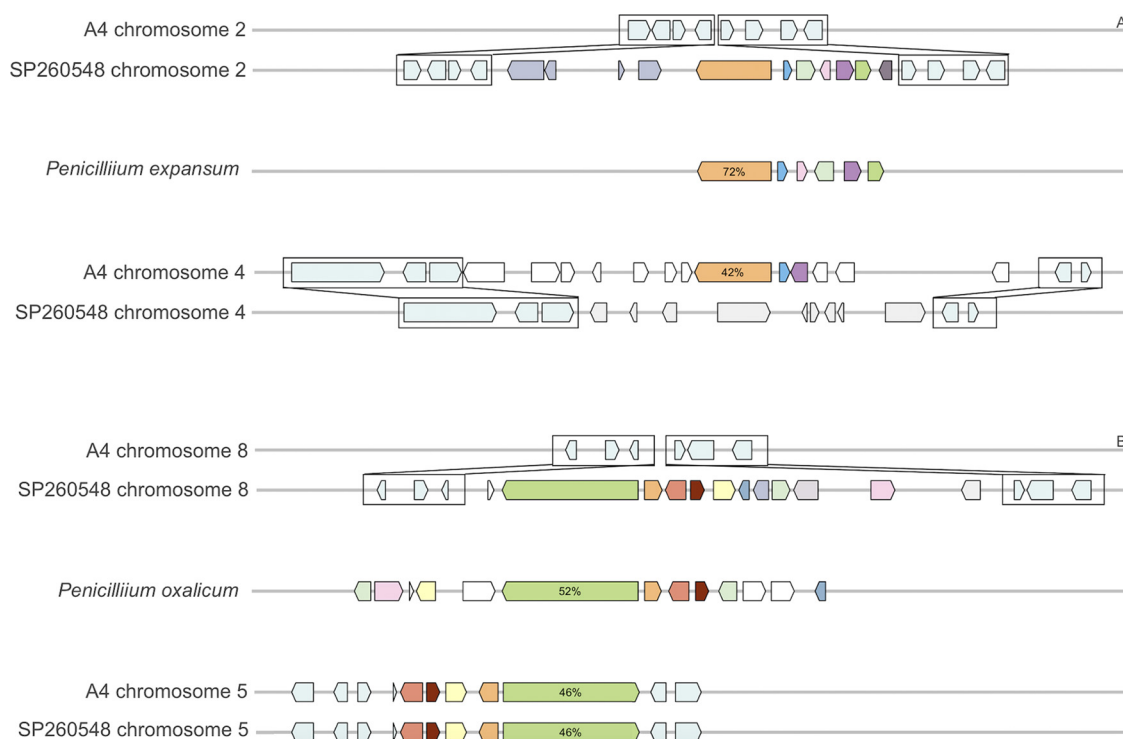 A4 chromosome 2
A
SP260548 chromosome 2
Penicilliium expansum
72%
A4 chromosome 4
42%
SP260548 chromosome 4
A4 chromosome 8
SP260548 chromosome 8
Penicilliium oxalicum
52%
A4 chromosome 5
46%
SP260548 chromosome 5
46%